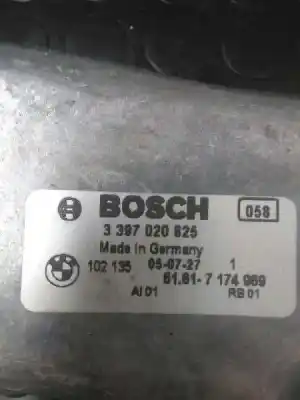 BOSCH 058
3 397 020 625
Made in Germany
102 135 05-07-27 1
61.61-7 174 969
AI 01 RB 01